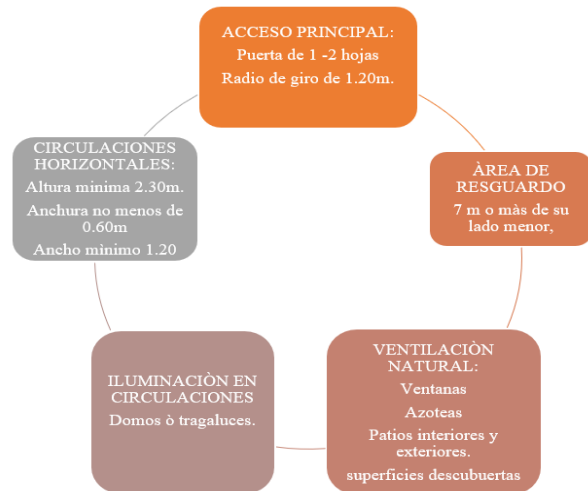 ACCESO PRINCIPAL:
Puerta de 1 -2 hojas
Radio de giro de 1.20m.
ÀREA DE
RESGUARDO
7 m o màs de su
lado menor,
VENTILACIÒN
NATURAL:
Ventanas
Azoteas
Patios interiores y
exteriores.
superficies descubuertas
ILUMINACIÒN EN
CIRCULACIONES
Domos ò tragaluces.
CIRCULACIONES
HORIZONTALES:
Altura minima 2.30m.
Anchura no menos de
0.60m
Ancho mìnimo 1.20